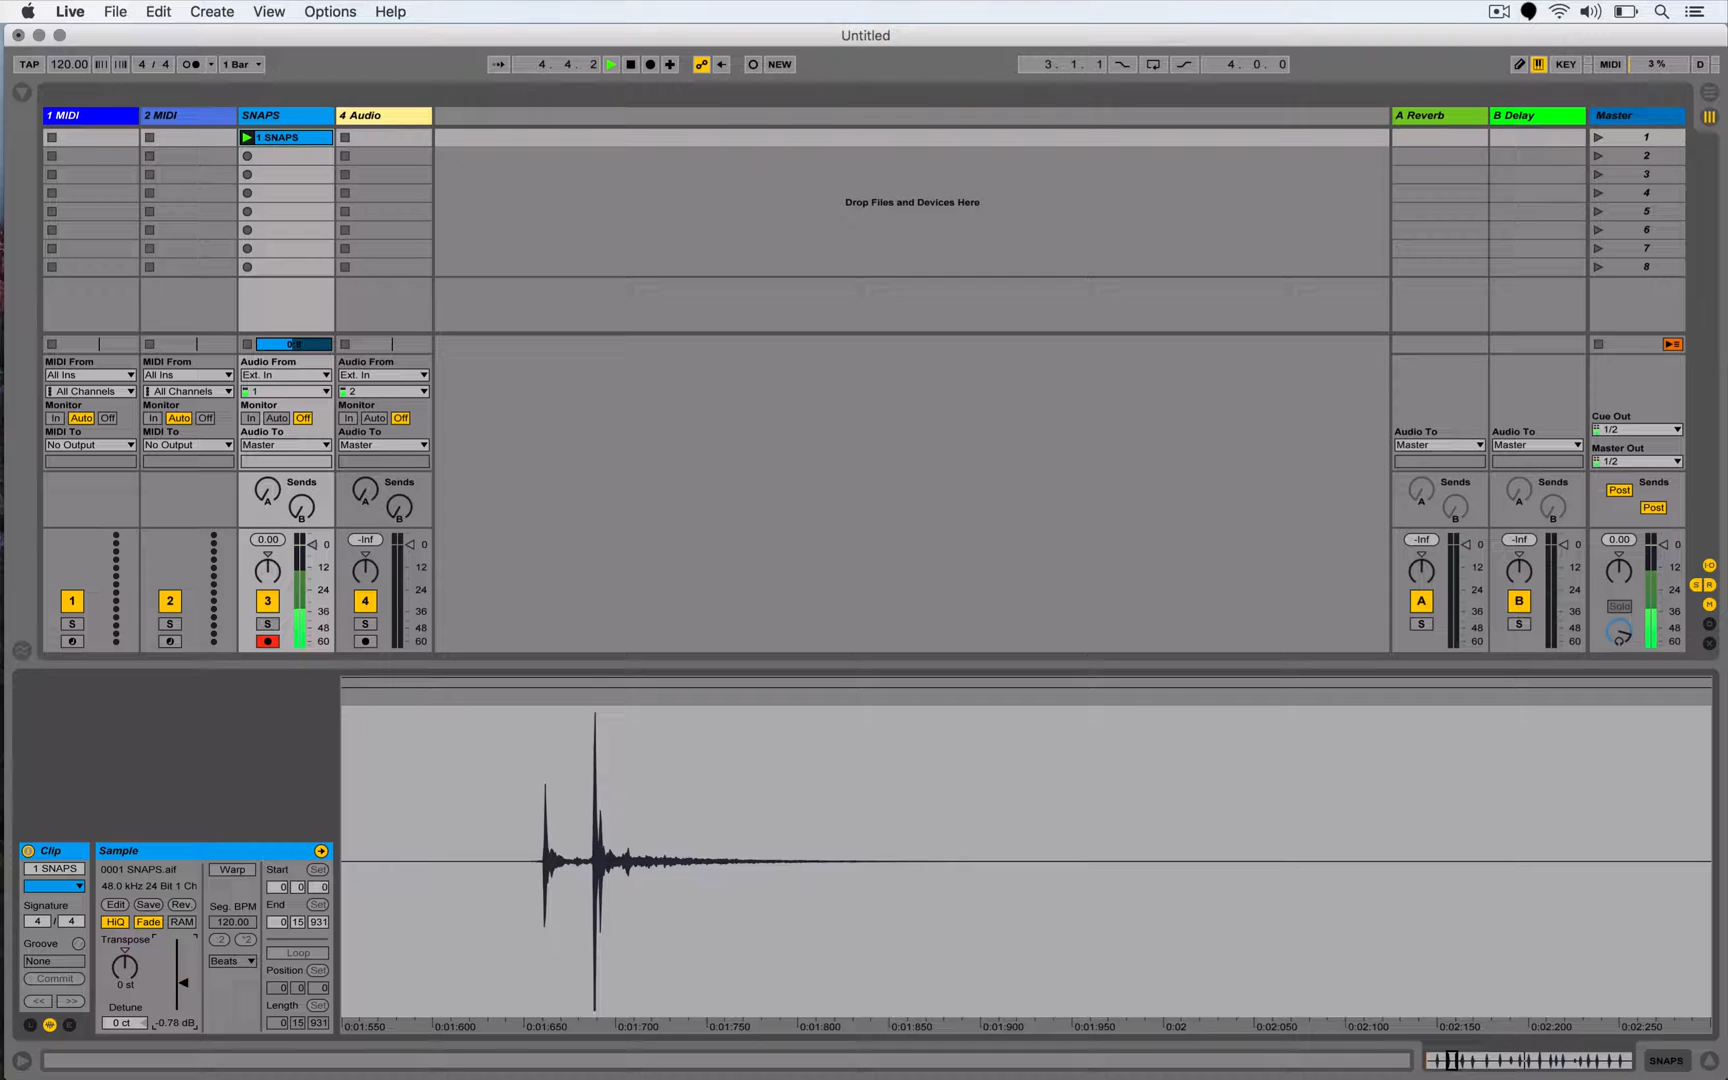 Live File Edit View Create Options Help
Untitled
TAP 120.00 4 / 4 1 Bar 4. 4. 2 NEW 3. 1. 1 4. 0. 0 KEY MIDI 3 % D
1 MIDI 2 MIDI SNAPS 4 Audio A Reverb B Delay Master
1 SNAPS 1
2
3
4
Drop Files and Devices Here
5
6
7
8
MIDI From MIDI From Audio From Audio From
All Ins All Ins Ext. In Ext. In
All Channels All Channels 1 2
Monitor Monitor Monitor Monitor
In Auto Off In Auto Off In Auto Off In Auto Off
Cue Out
1/2
MIDI To MIDI To Audio To Audio To Audio To Audio To
No Output No Output Master Master Master Master
Master Out
1/2
Sends Sends Sends Sends Sends
A B A B A B A B Post Post
0.00 -Inf -Inf -Inf 0.00
0 0 0 0 0
12 12 12 12 12
24 24 24 24 24
1 2 3 4 A B Solo
36 36 36 36 36
S S S S S S
48 48 48 48 48
60 60 60 60 60
I-O
S R
M
Clip Sample
1 SNAPS 0001 SNAPS.aif Warp Start Set
48.0 kHz 24 Bit 1 Ch 0 0 0
Signature Edit Save Rev. Seg. BPM End Set
4 / 4 HiQ Fade RAM 120.00 0 15 931
Groove Transpose :2 *2
None Beats Loop
Commit 0 st Position Set
<< >> 0 0 0
Detune Length Set
0 ct -0.78 dB 0 15 931
0:01:550 0:01:600 0:01:650 0:01:700 0:01:750 0:01:800 0:01:850 0:01:900 0:01:950 0:02 0:02:050 0:02:100 0:02:150 0:02:200 0:02:250
SNAPS